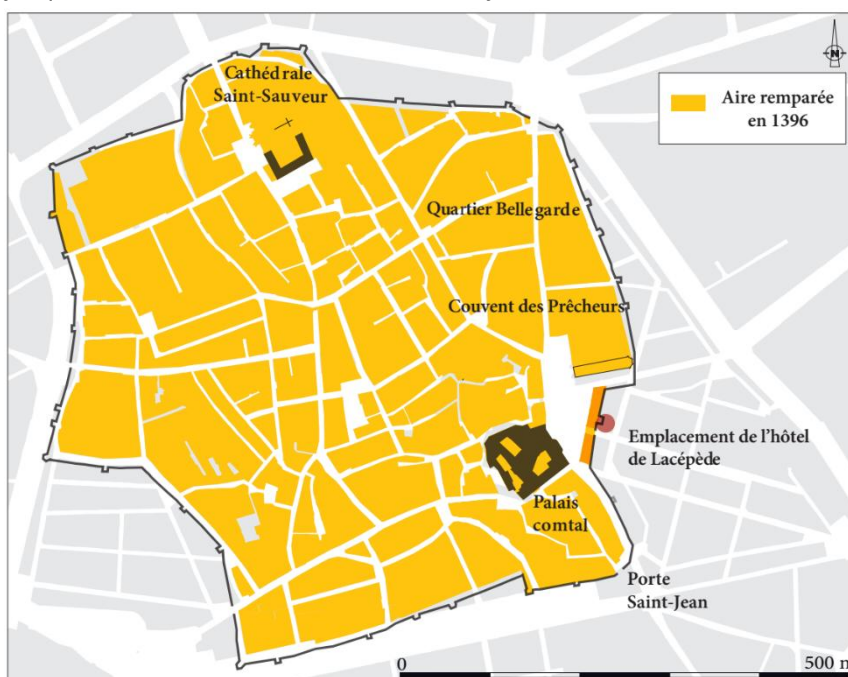 Cathédrale
Saint-Sauveur
N
Aire remparée
en 1396
Quartier Bellegarde
Couvent des Prêcheurs
Emplacement de l'hôtel
de Lacépède
Palais
comtal
Porte
Saint-Jean
0
500 m